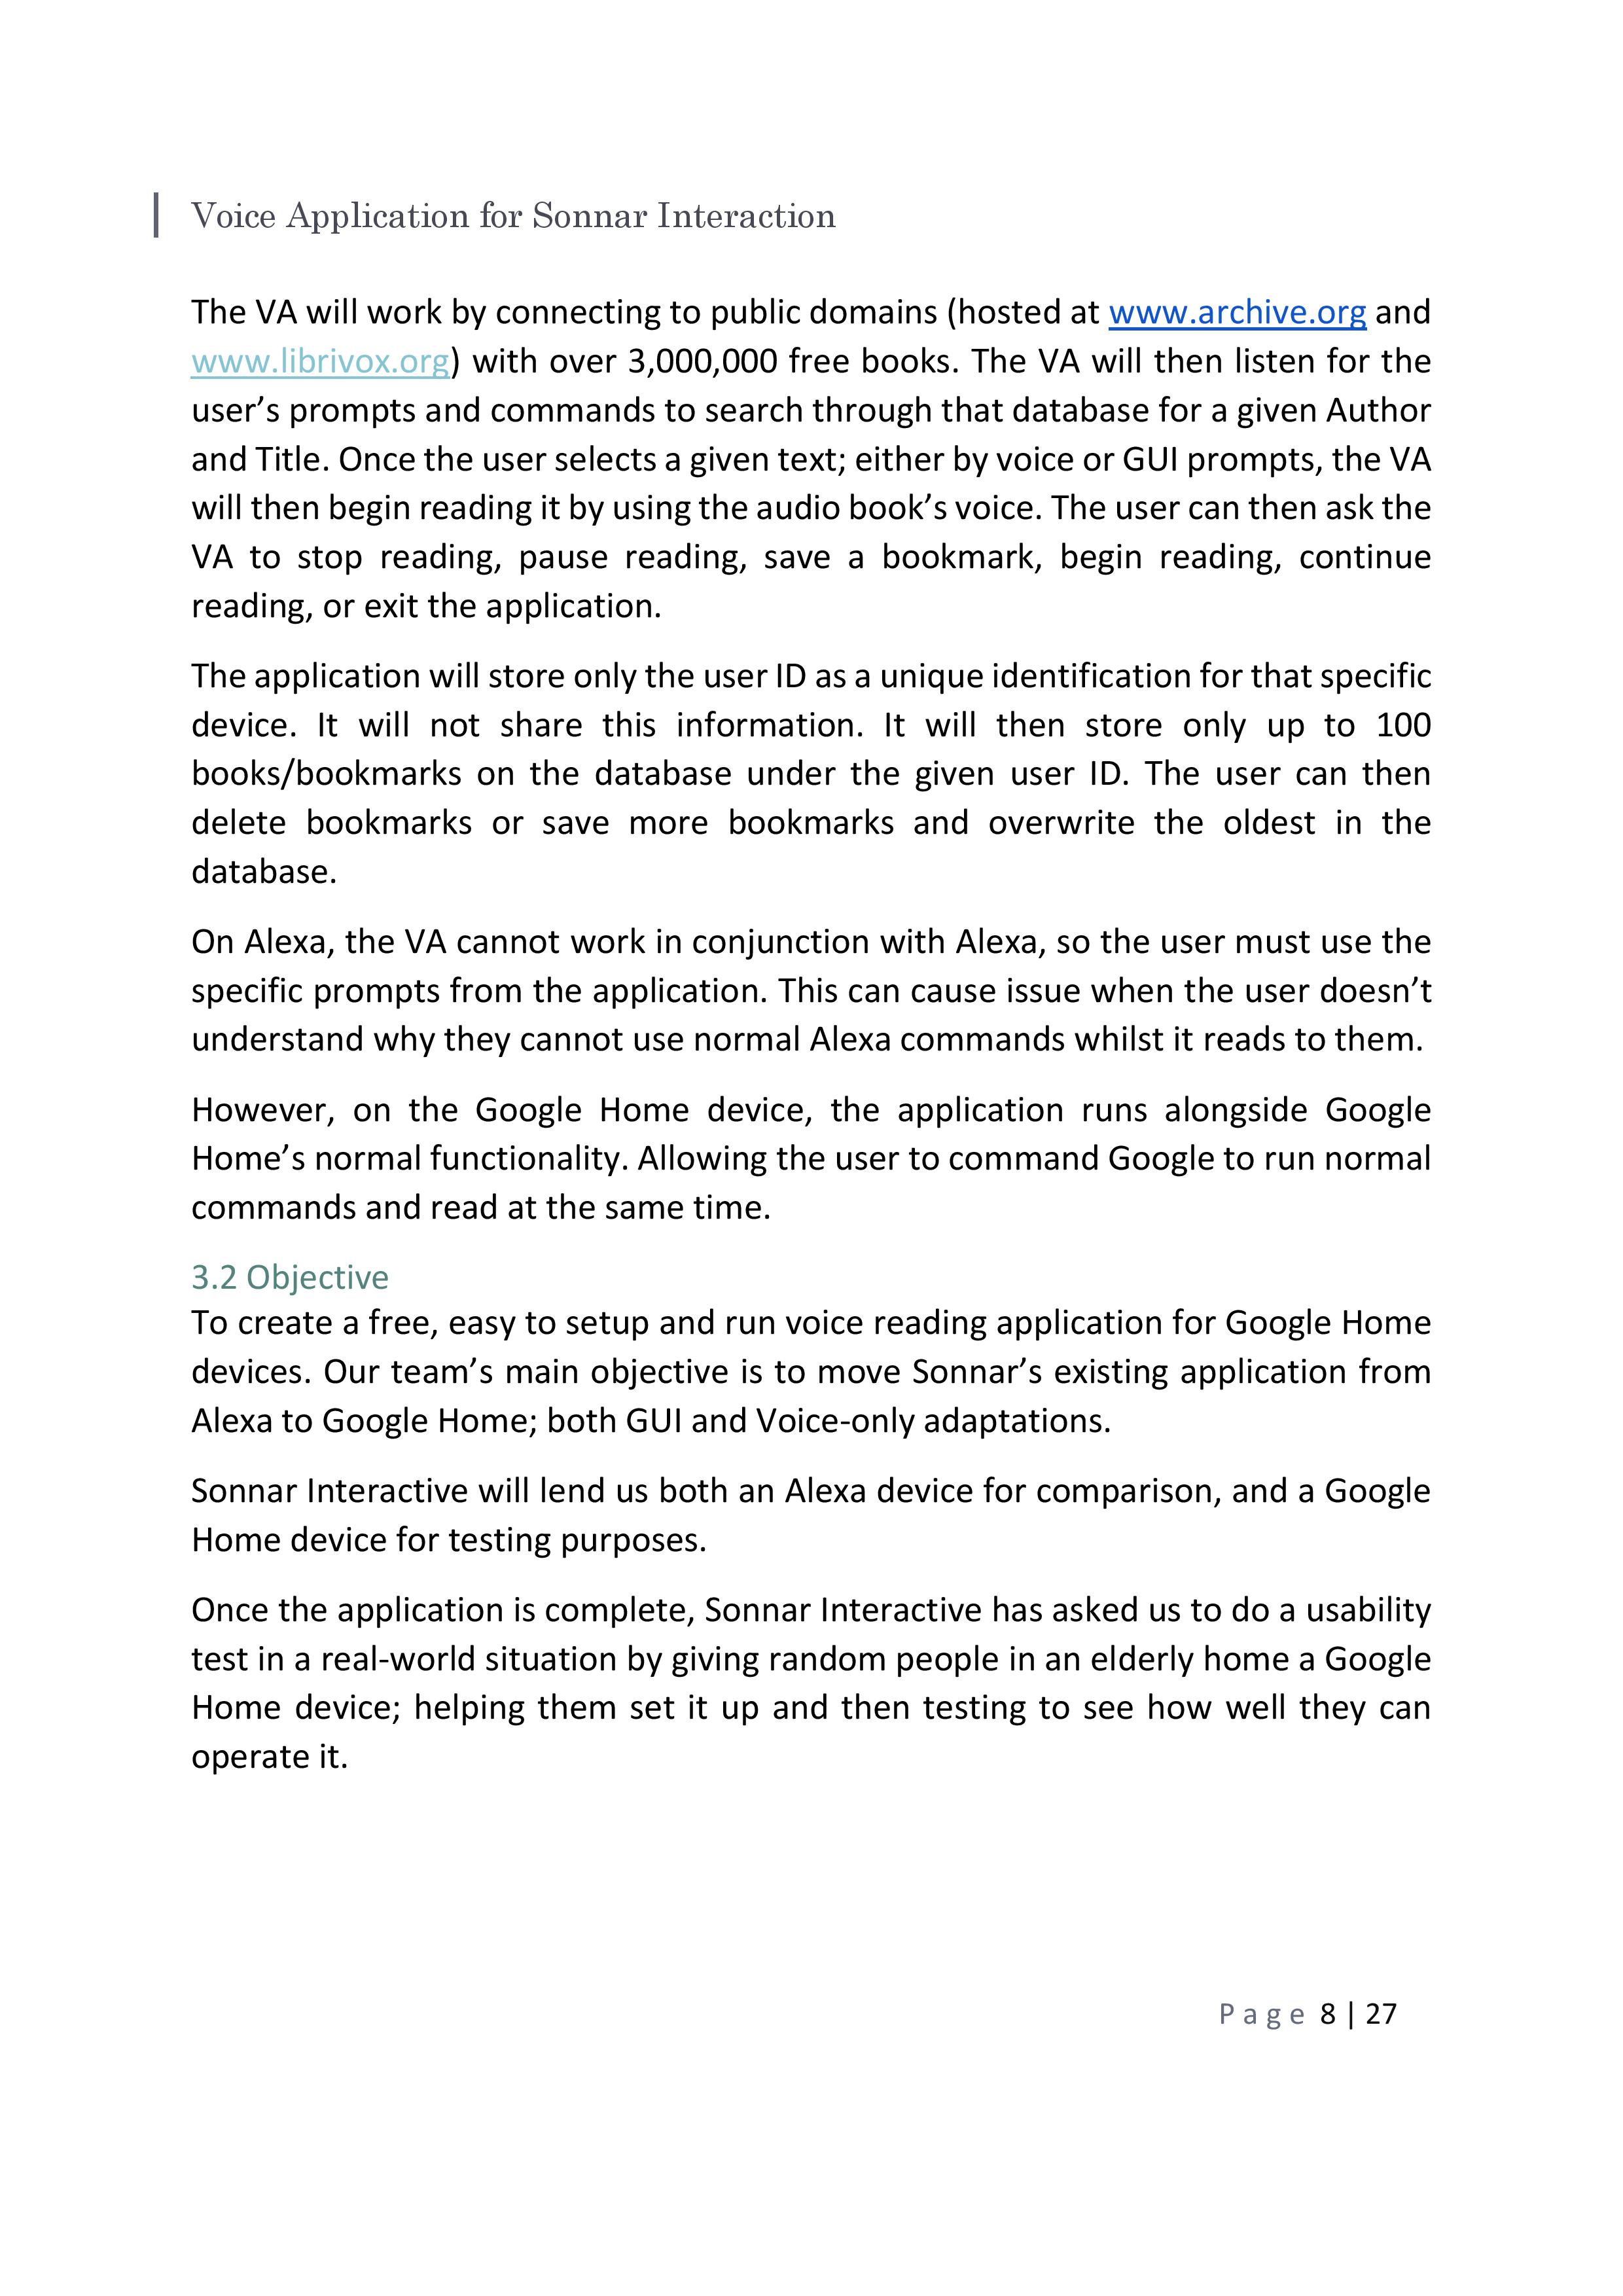 Voice Application for Sonnar Interaction
The VA will work by connecting to public domains (hosted at www.archive.org and
www.librivox.org) with over 3,000,000 free books. The VA will then listen for the
user’s prompts and commands to search through that database for a given Author
and Title. Once the user selects a given text; either by voice or GUI prompts, the VA
will then begin reading it by using the audio book’s voice. The user can then ask the
VA to stop reading, pause reading, save a bookmark, begin reading, continue
reading, or exit the application.
The application will store only the user ID as a unique identification for that specific
device. It will not share this information. It will then store only up to 100
books/bookmarks on the database under the given user ID. The user can then
delete bookmarks or save more bookmarks and overwrite the oldest in the
database.
On Alexa, the VA cannot work in conjunction with Alexa, so the user must use the
specific prompts from the application. This can cause issue when the user doesn’t
understand why they cannot use normal Alexa commands whilst it reads to them.
However, on the Google Home device, the application runs alongside Google
Home’s normal functionality. Allowing the user to command Google to run normal
commands and read at the same time.
3.2 Objective
To create a free, easy to setup and run voice reading application for Google Home
devices. Our team’s main objective is to move Sonnar’s existing application from
Alexa to Google Home; both GUI and Voice-only adaptations.
Sonnar Interactive will lend us both an Alexa device for comparison, and a Google
Home device for testing purposes.
Once the application is complete, Sonnar Interactive has asked us to do a usability
test in a real-world situation by giving random people in an elderly home a Google
Home device; helping them set it up and then testing to see how well they can
operate it.
Page 8 | 27